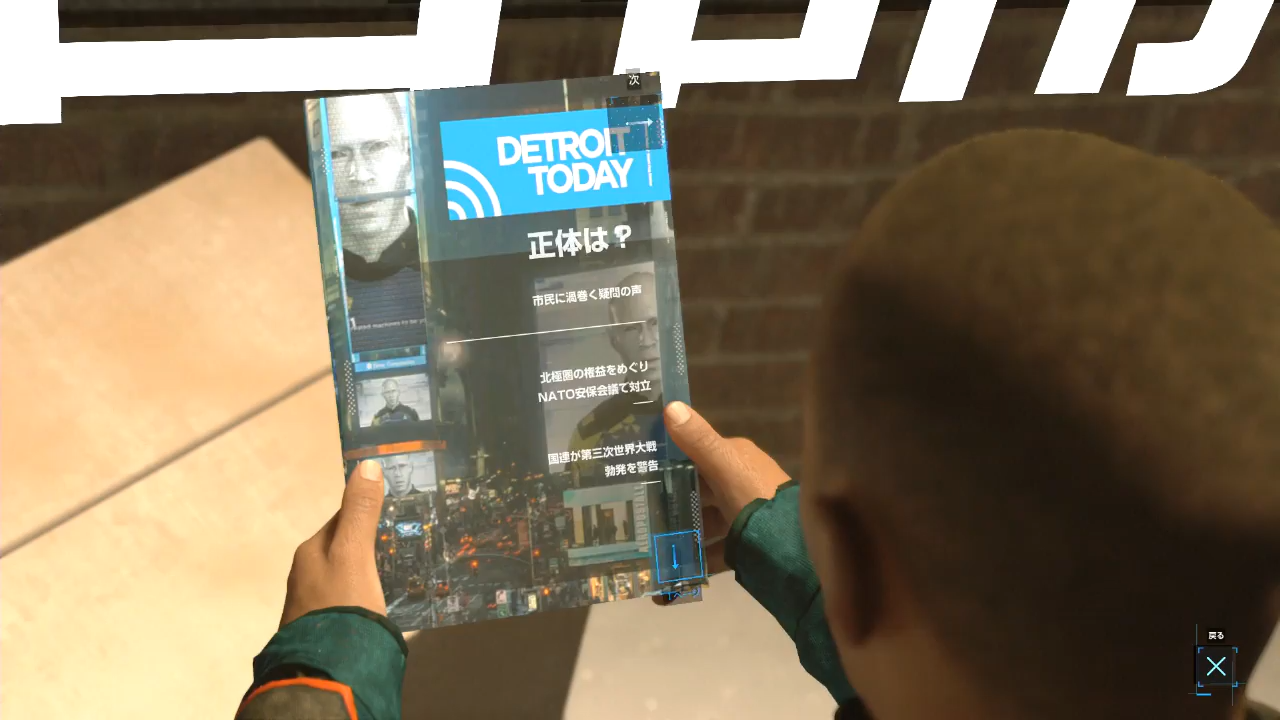 次
DETROIT
TODAY
正体は？
市民に渦巻く疑問の声
北極圏の権益をめぐり
NATO安保会議で対立
国連が第三次世界大戦
勃発を警告
戻る